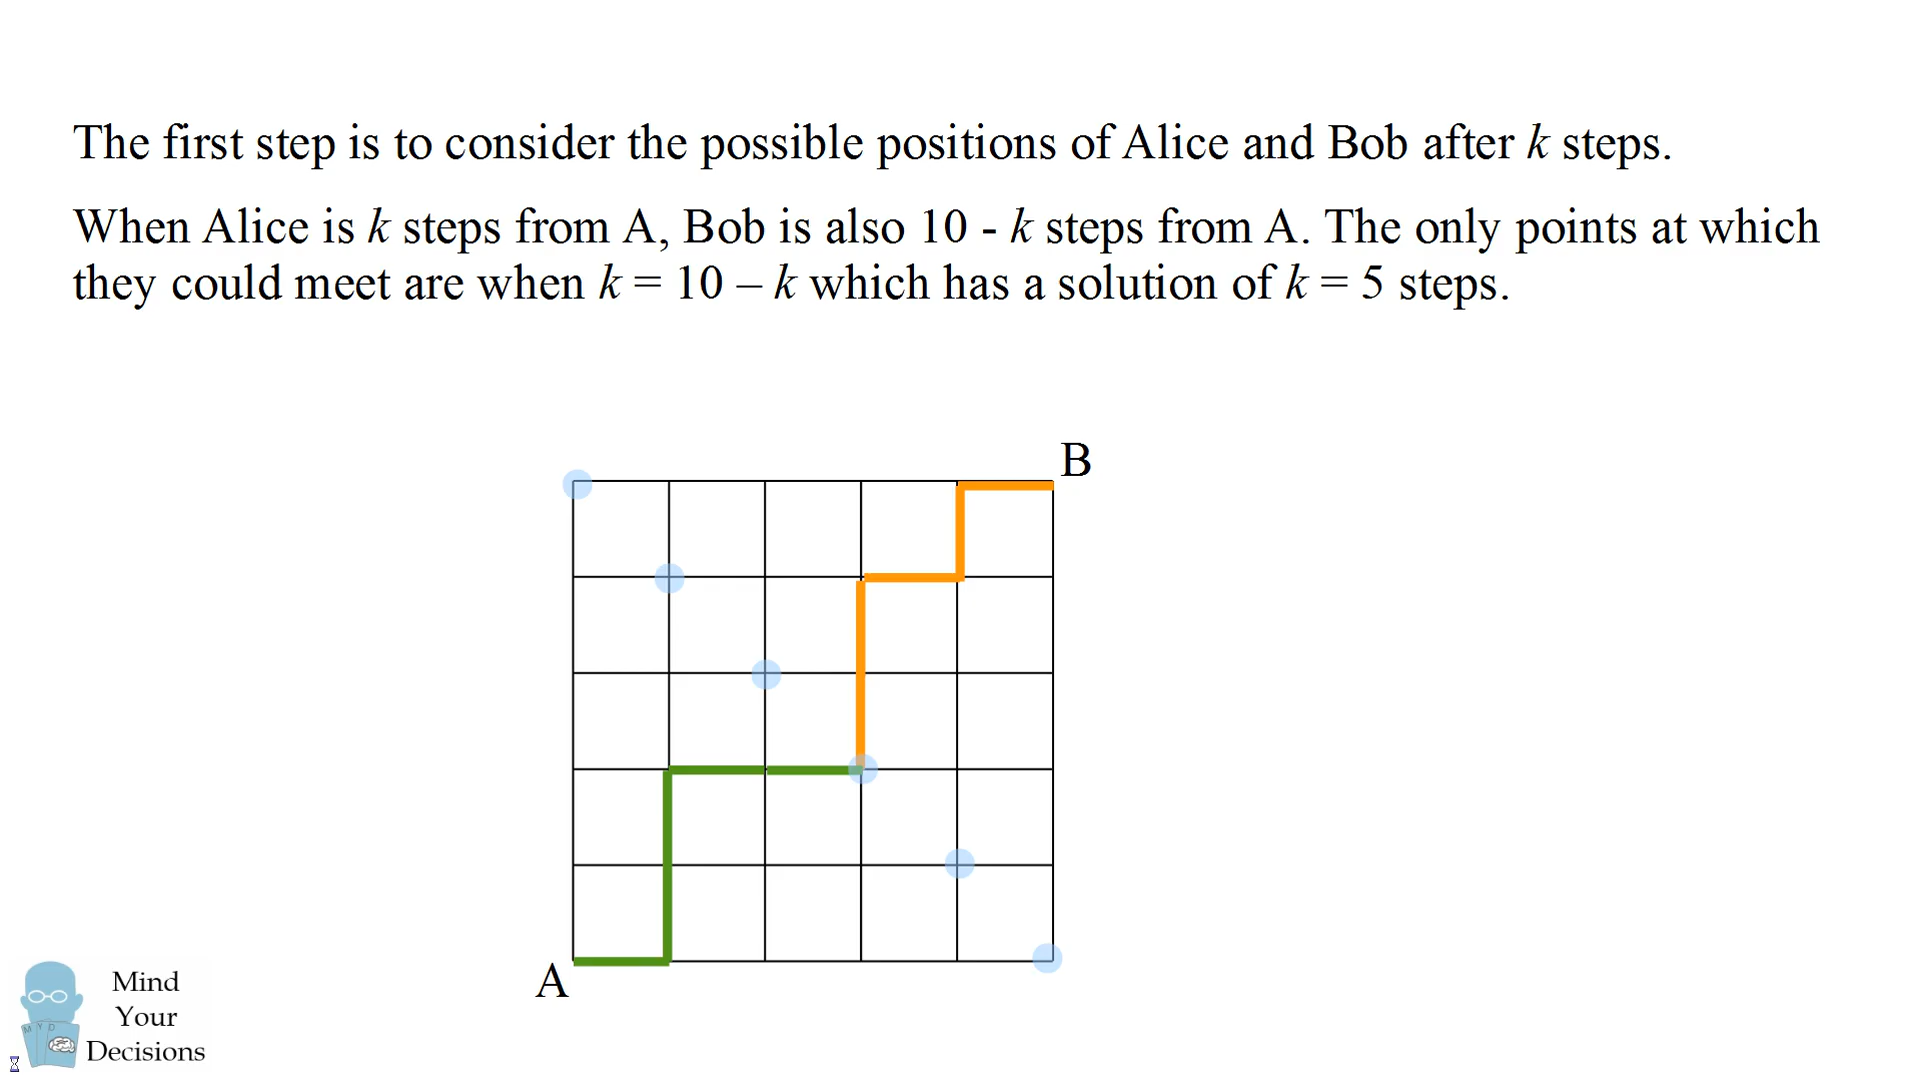 The first step is to consider the possible positions of Alice and Bob after k steps.
When Alice is k steps from A, Bob is also 10 - k steps from A. The only points at which
they could meet are when k = 10 – k which has a solution of k = 5 steps.
B
A
Mind
Your
Decisions
M Y D